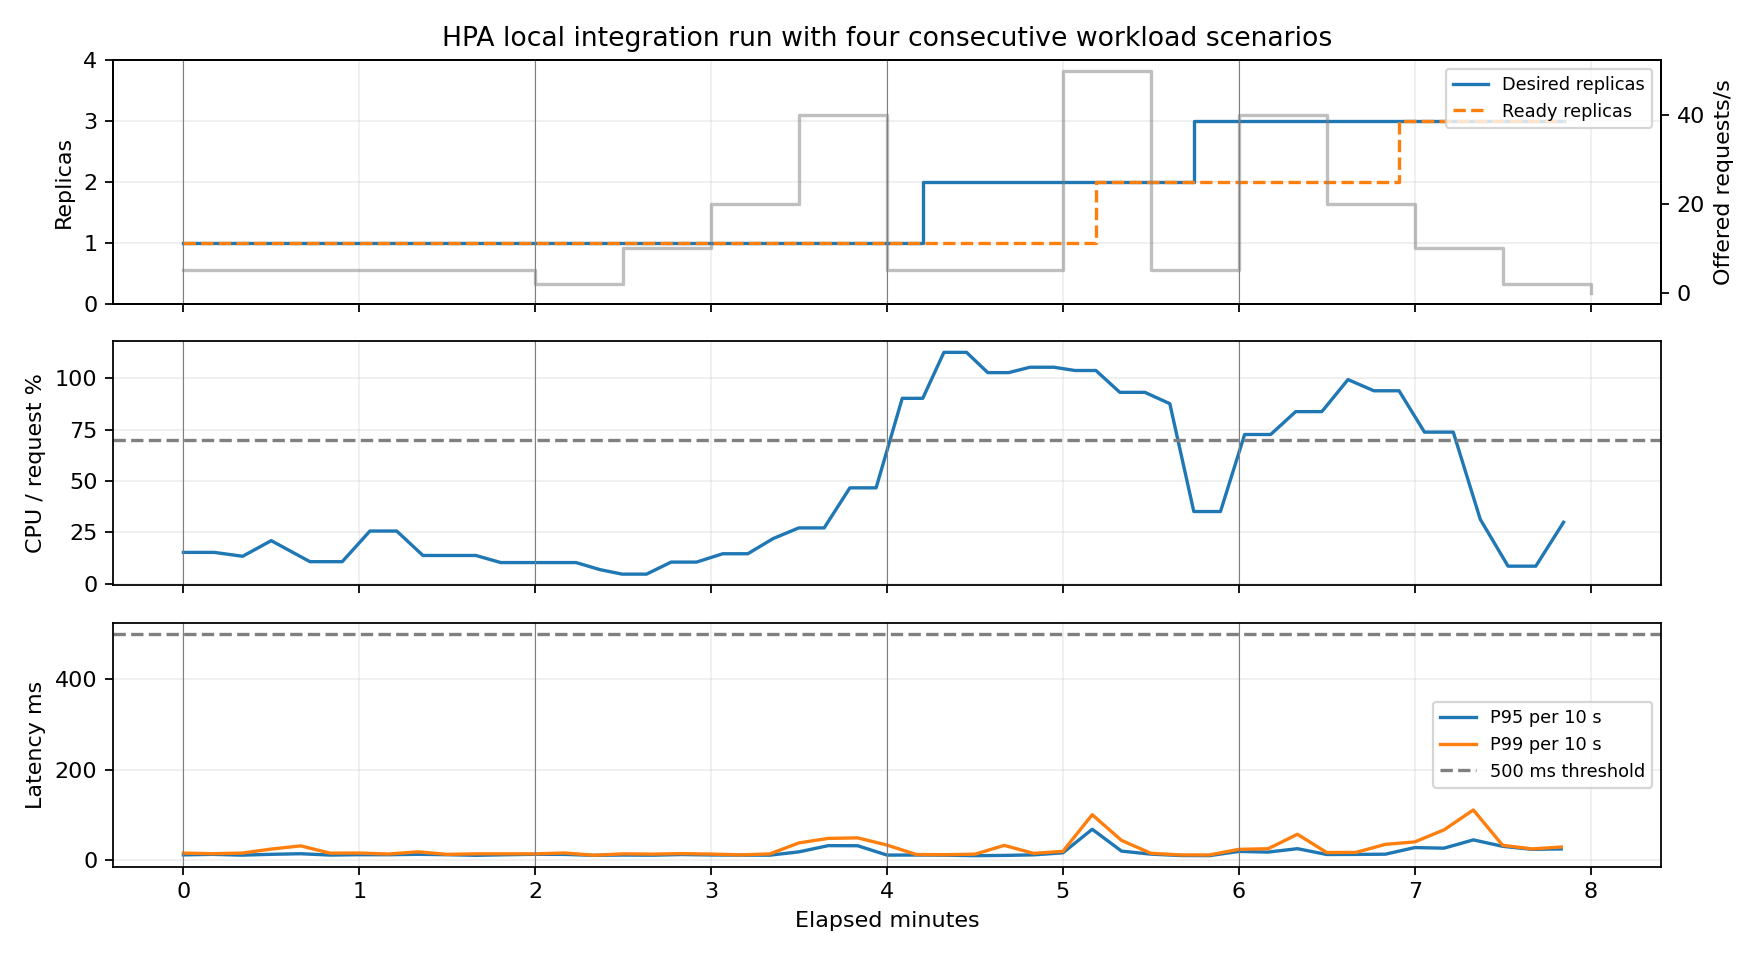 HPA local integration run with four consecutive workload scenarios
Replicas
4
3
2
1
0
Desired replicas
Ready replicas
Offered requests/s
40
20
0
CPU / request %
100
75
50
25
0
Latency ms
400
200
0
P95 per 10 s
P99 per 10 s
500 ms threshold
0 1 2 3 4 5 6 7 8
Elapsed minutes